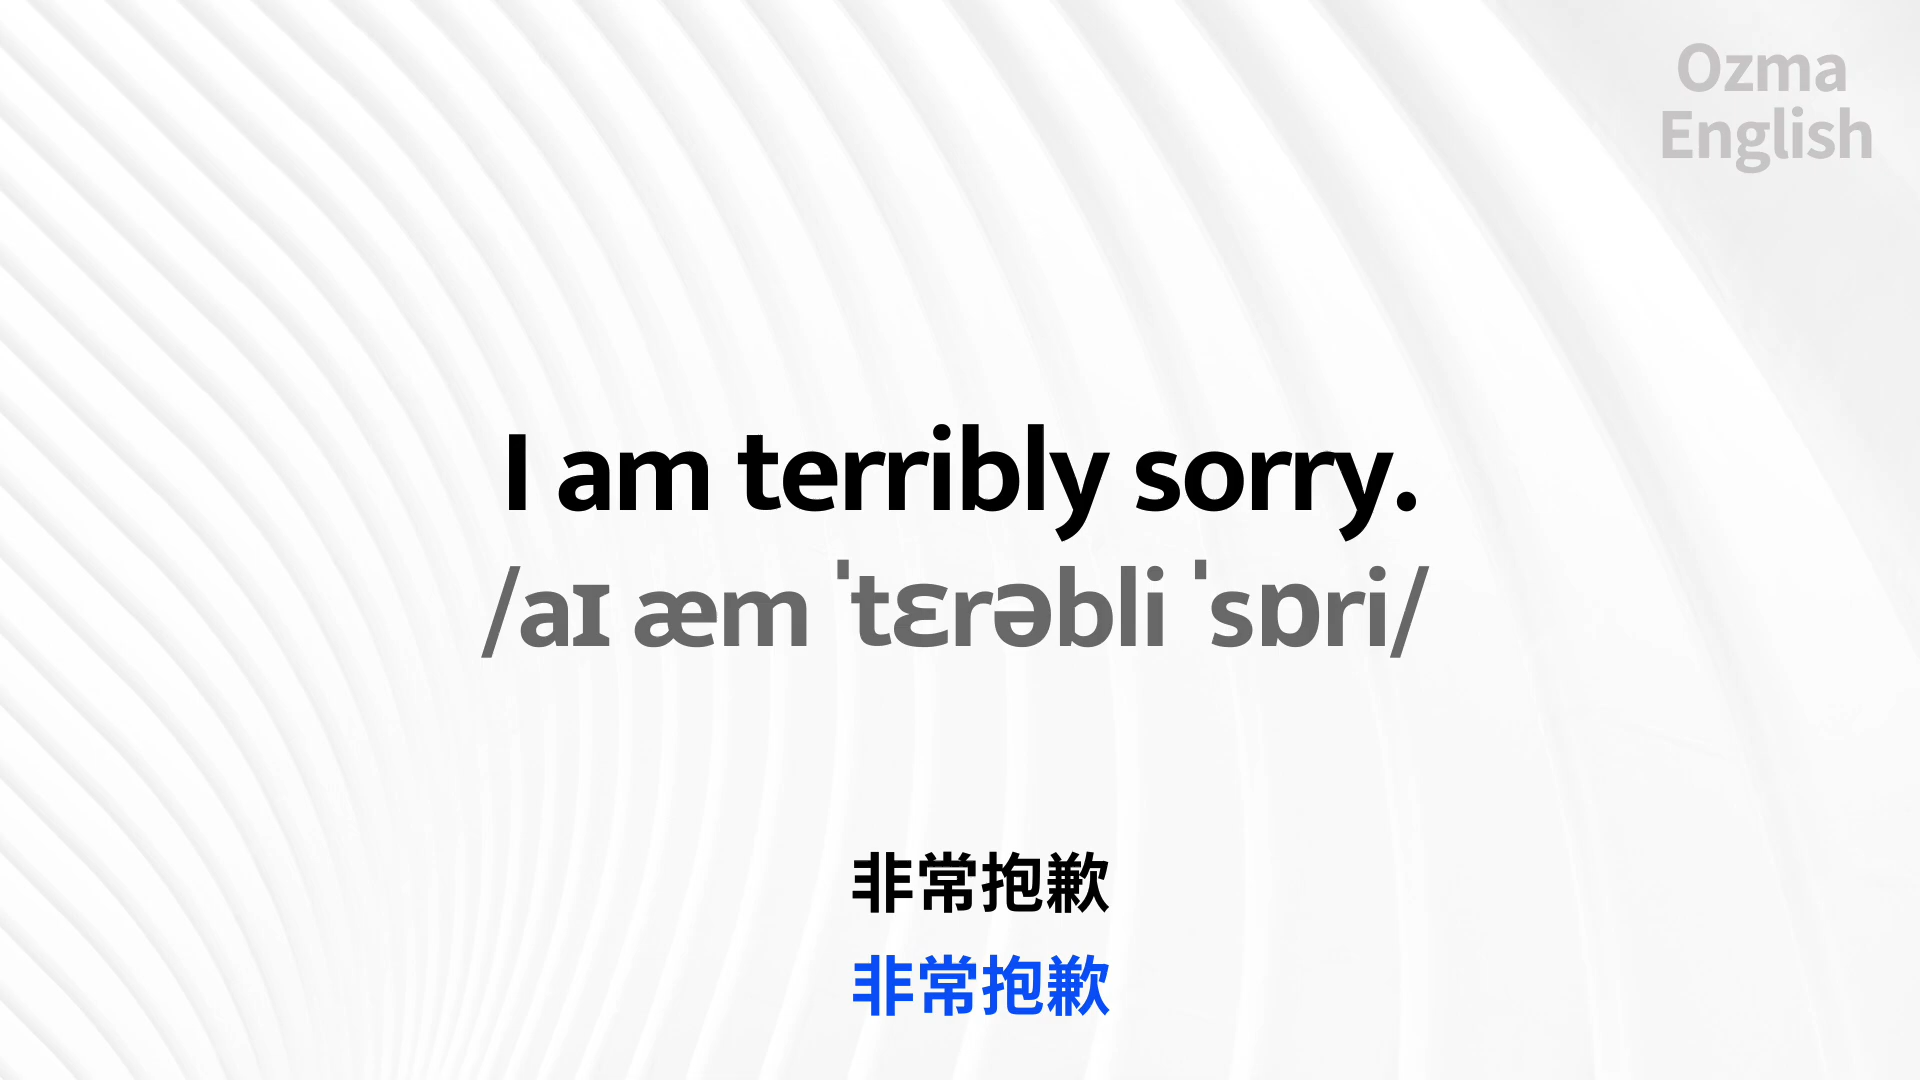 Ozma
English
I am terribly sorry.
/aɪ æm ˈtɛrəbli ˈsɒri/
非常抱歉
非常抱歉